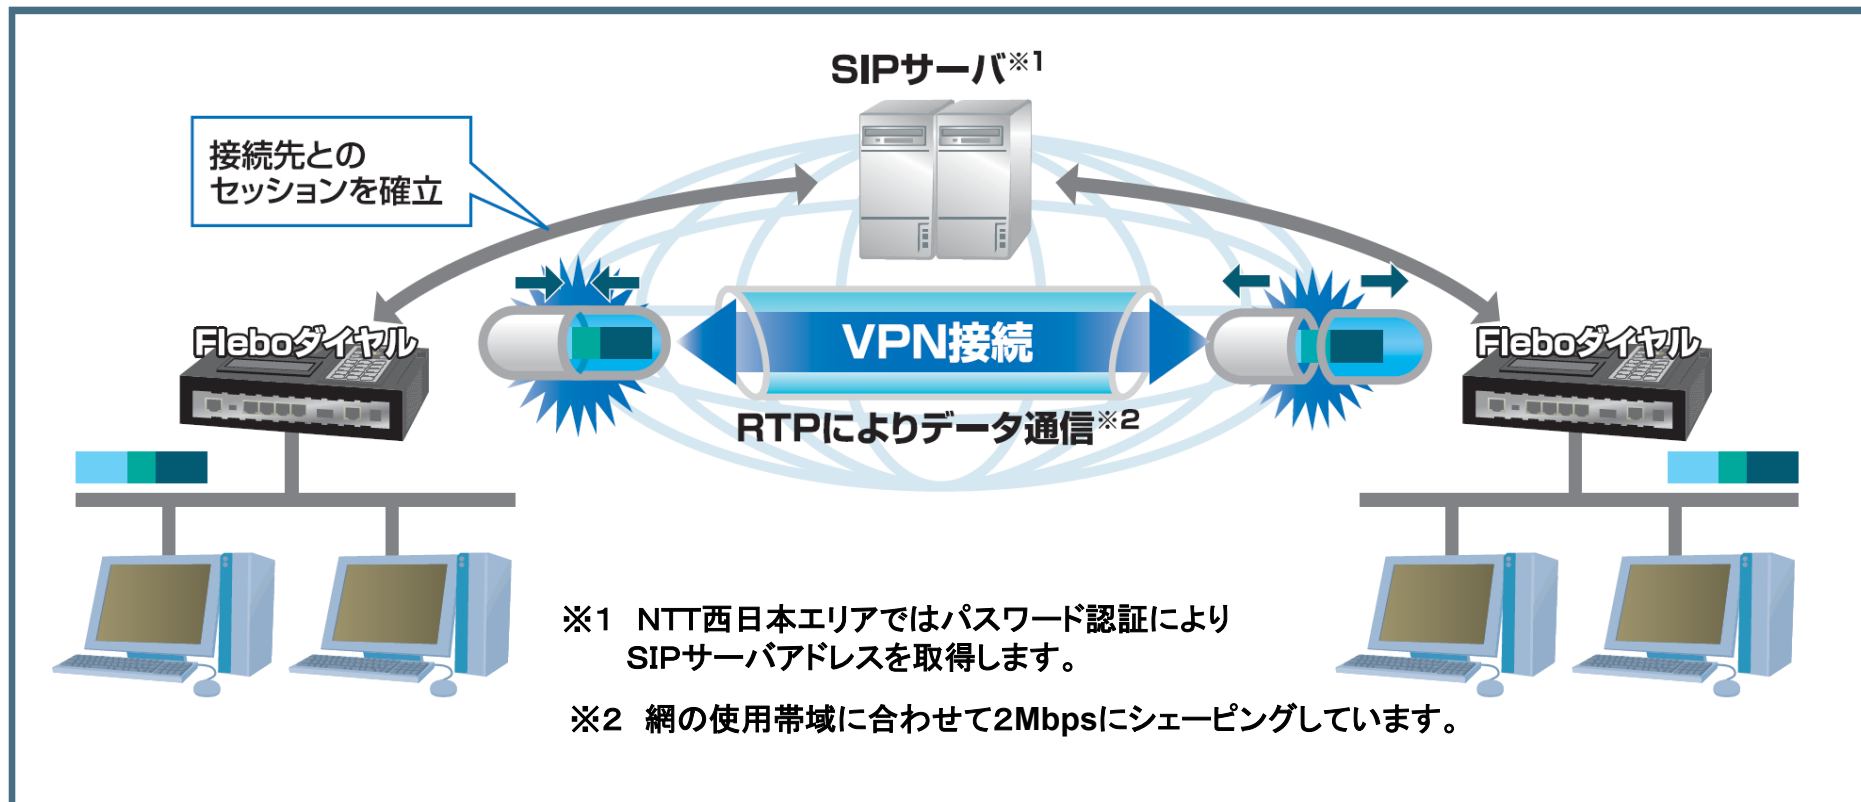 SIPサーバ※1
接続先との
セッションを確立
Fleboダイヤル
VPN接続
Fleboダイヤル
RTPによりデータ通信※2
※1　NTT西日本エリアではパスワード認証により
SIPサーバアドレスを取得します。
※2　網の使用帯域に合わせて2Mbpsにシェーピングしています。